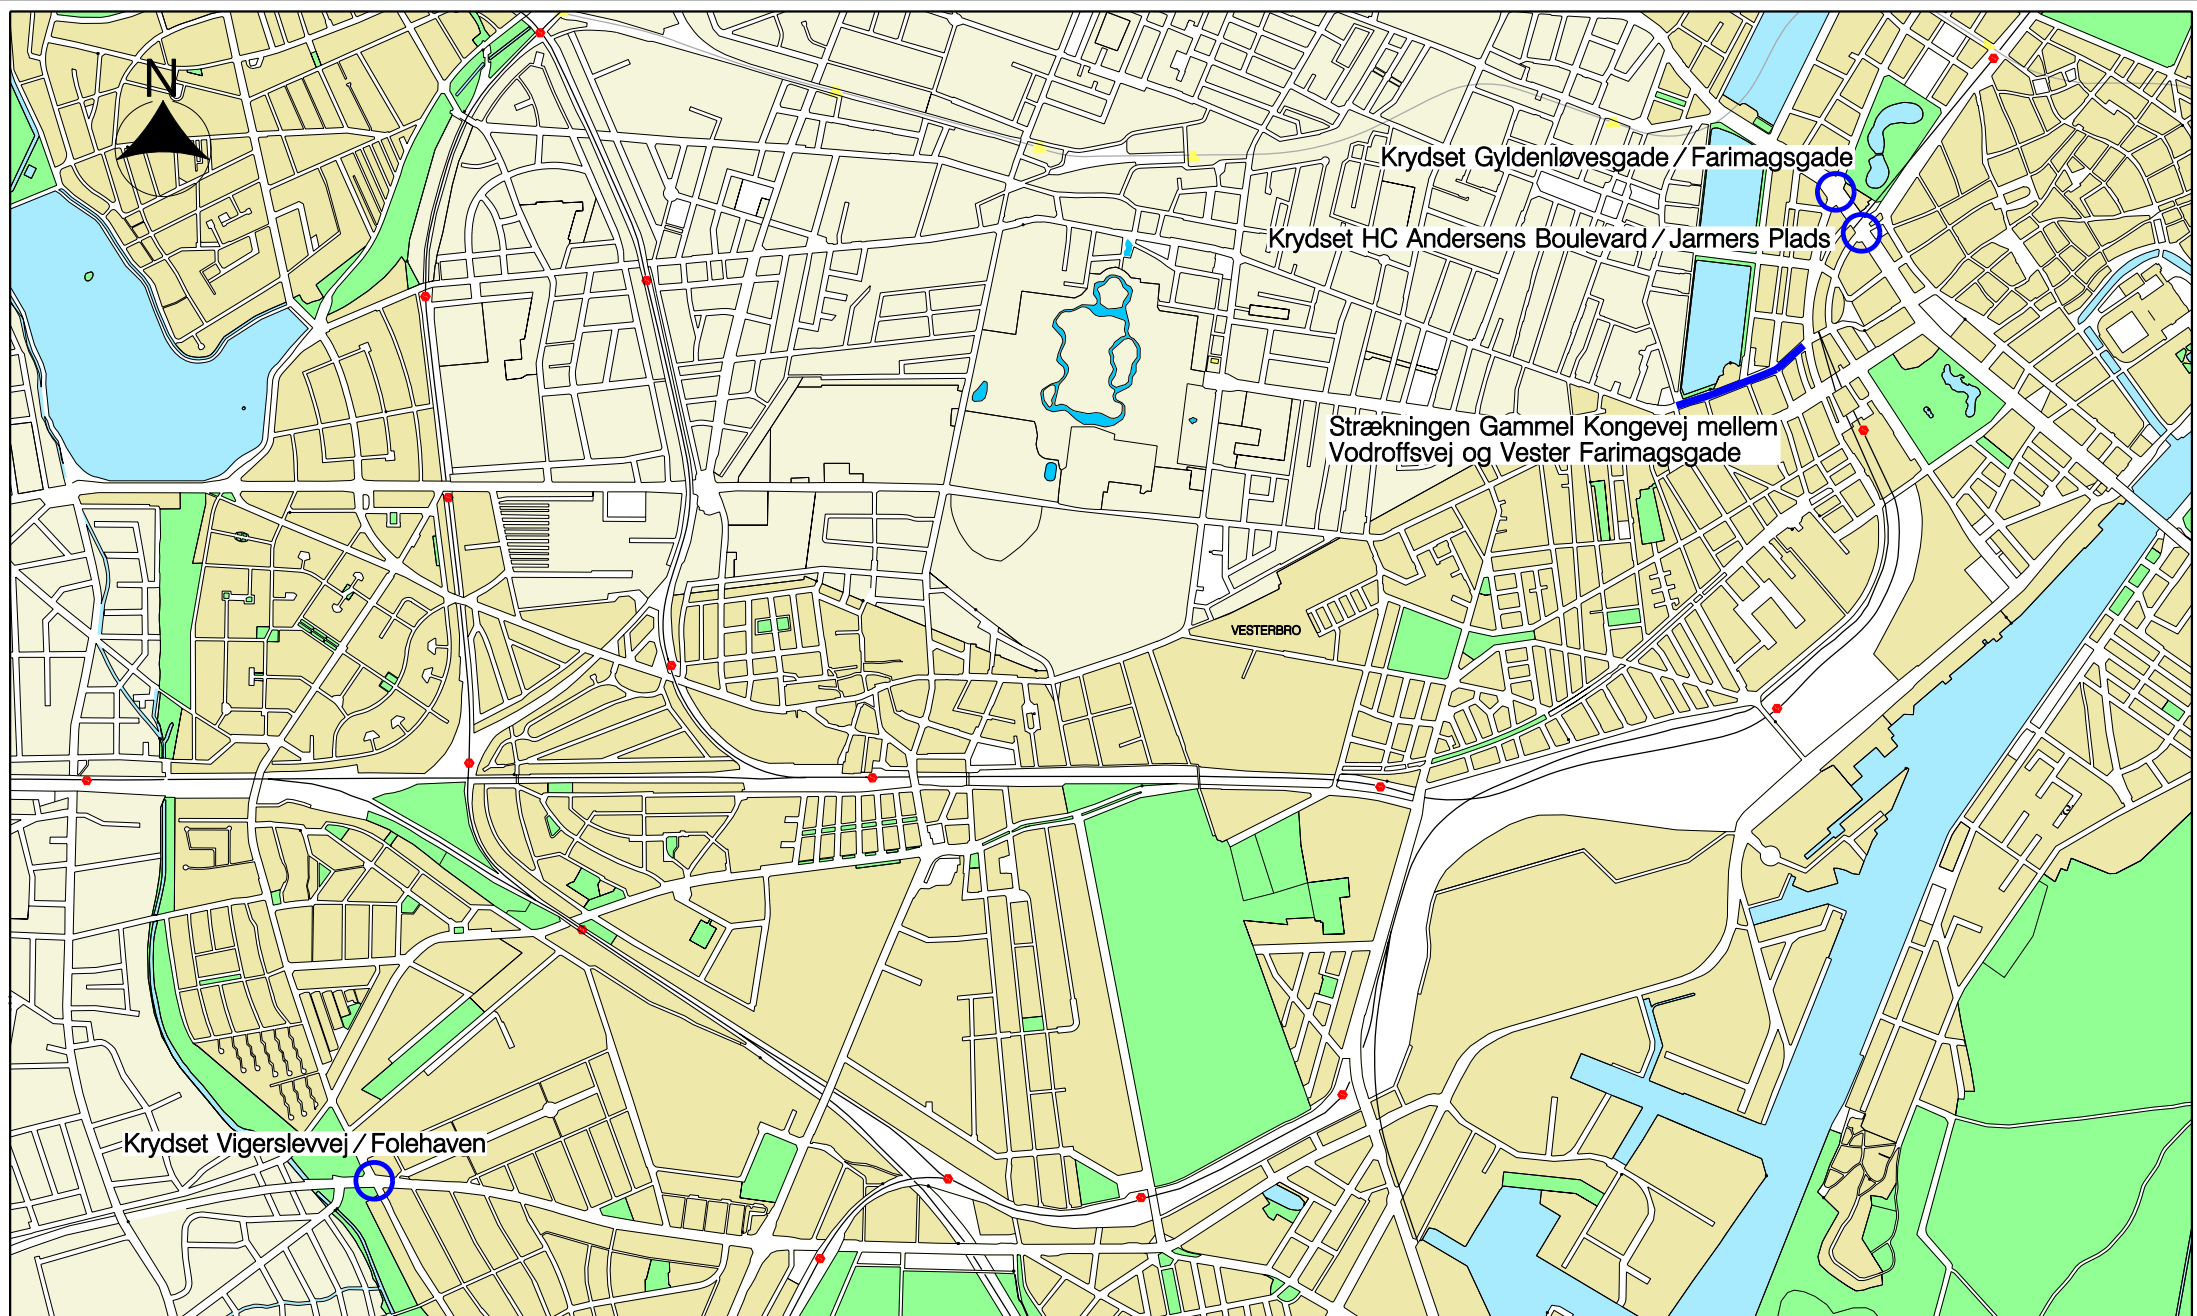 N
Krydset Gyldenløvesgade / Farimagsgade
Krydset HC Andersens Boulevard / Jarmers Plads
Strækningen Gammel Kongevej mellem
Vodroffsvej og Vester Farimagsgade
VESTERBRO
Krydset Vigerslevvej / Folehaven